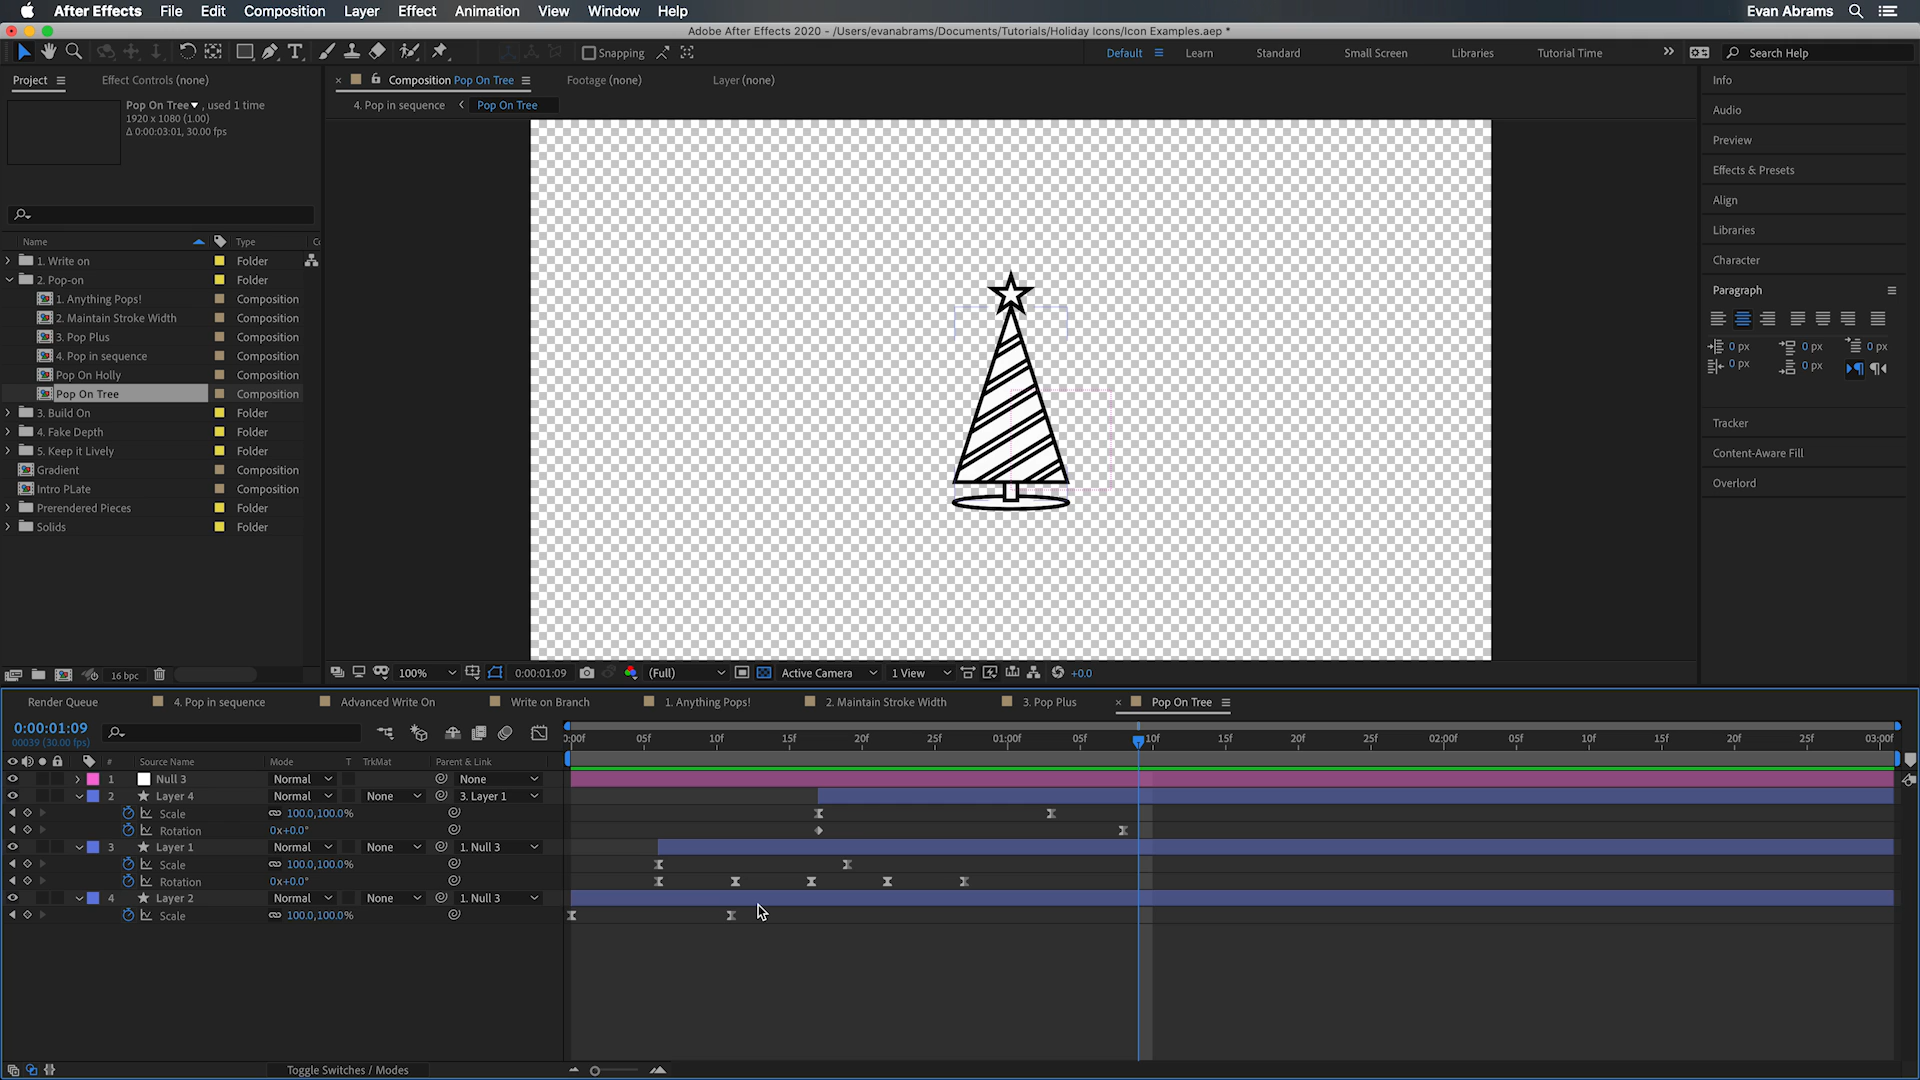 After Effects File Edit Composition Layer Effect Animation View Window Help Evan Abrams
Adobe After Effects 2020 - /Users/evanabrams/Documents/Tutorials/Holiday Icons/Icon Examples.aep *
Snapping Default Learn Standard Small Screen Libraries Tutorial Time Search Help
Project Effect Controls (none) Composition Pop On Tree Footage (none) Layer (none)
4. Pop in sequence Pop On Tree
Pop On Tree , used 1 time
1920 x 1080 (1.00)
Δ 0:00:03:01, 30.00 fps
Name Type
1. Write on Folder
2. Pop-on Folder
1. Anything Pops! Composition
2. Maintain Stroke Width Composition
3. Pop Plus Composition
4. Pop in sequence Composition
Pop On Holly Composition
Pop On Tree Composition
3. Build On Folder
4. Fake Depth Folder
5. Keep it Lively Folder
Gradient Composition
Intro PLate Composition
Prerendered Pieces Folder
Solids Folder
16 bpc
Info
Audio
Preview
Effects & Presets
Align
Libraries
Character
Paragraph
0 px 0 px 0 px
0 px 0 px
Tracker
Content-Aware Fill
Overlord
100% 0:00:01:09 (Full) Active Camera 1 View +0.0
Render Queue 4. Pop in sequence Advanced Write On Write on Branch 1. Anything Pops! 2. Maintain Stroke Width 3. Pop Plus Pop On Tree
0:00:01:09
00039 (30.00 fps)
0:00f 05f 10f 15f 20f 25f 01:00f 05f 10f 15f 20f 25f 02:00f 05f 10f 15f 20f 25f 03:00f
# Source Name Mode T TrkMat Parent & Link
1 Null 3 Normal None
2 Layer 4 Normal None 3. Layer 1
Scale 100.0,100.0%
Rotation 0x+0.0°
3 Layer 1 Normal None 1. Null 3
Scale 100.0,100.0%
Rotation 0x+0.0°
4 Layer 2 Normal None 1. Null 3
Scale 100.0,100.0%
Toggle Switches / Modes